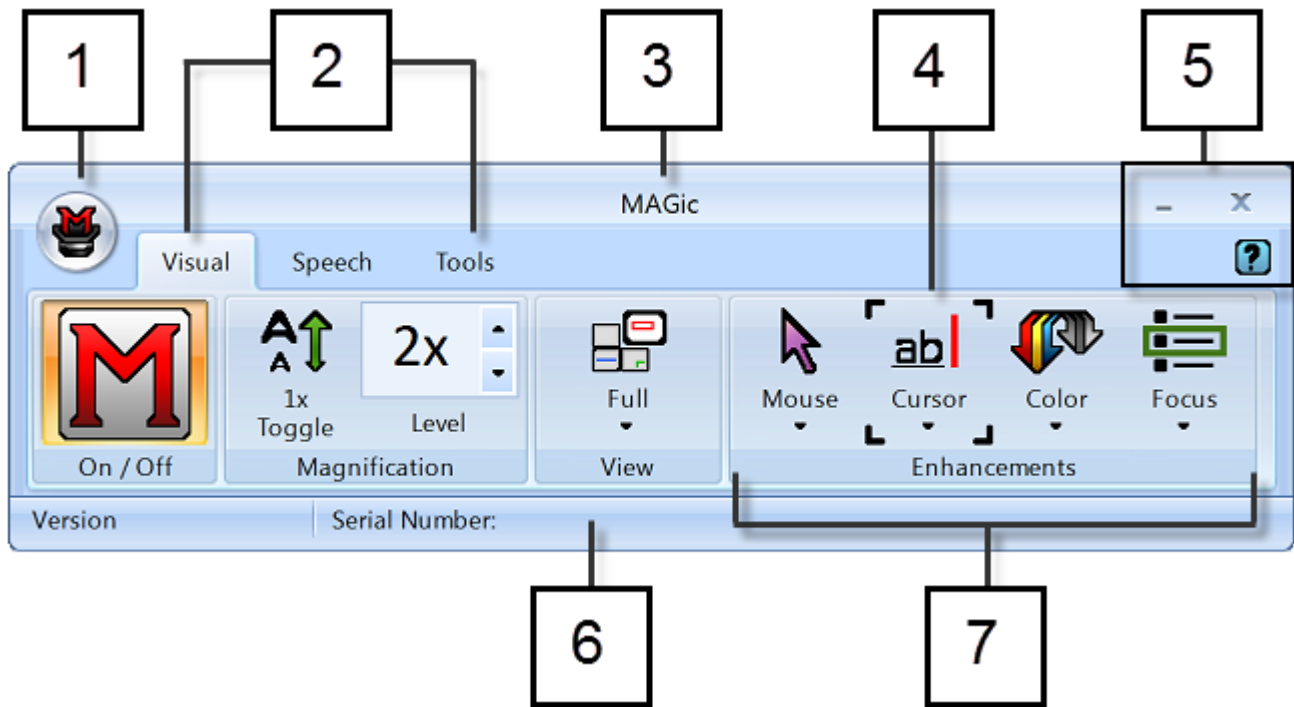 1 2 3 4 5
MAGic
Visual Speech Tools ?
M 2x ab
1x Toggle Level Full Mouse Cursor Color Focus
On / Off Magnification View Enhancements
Version Serial Number:
6 7